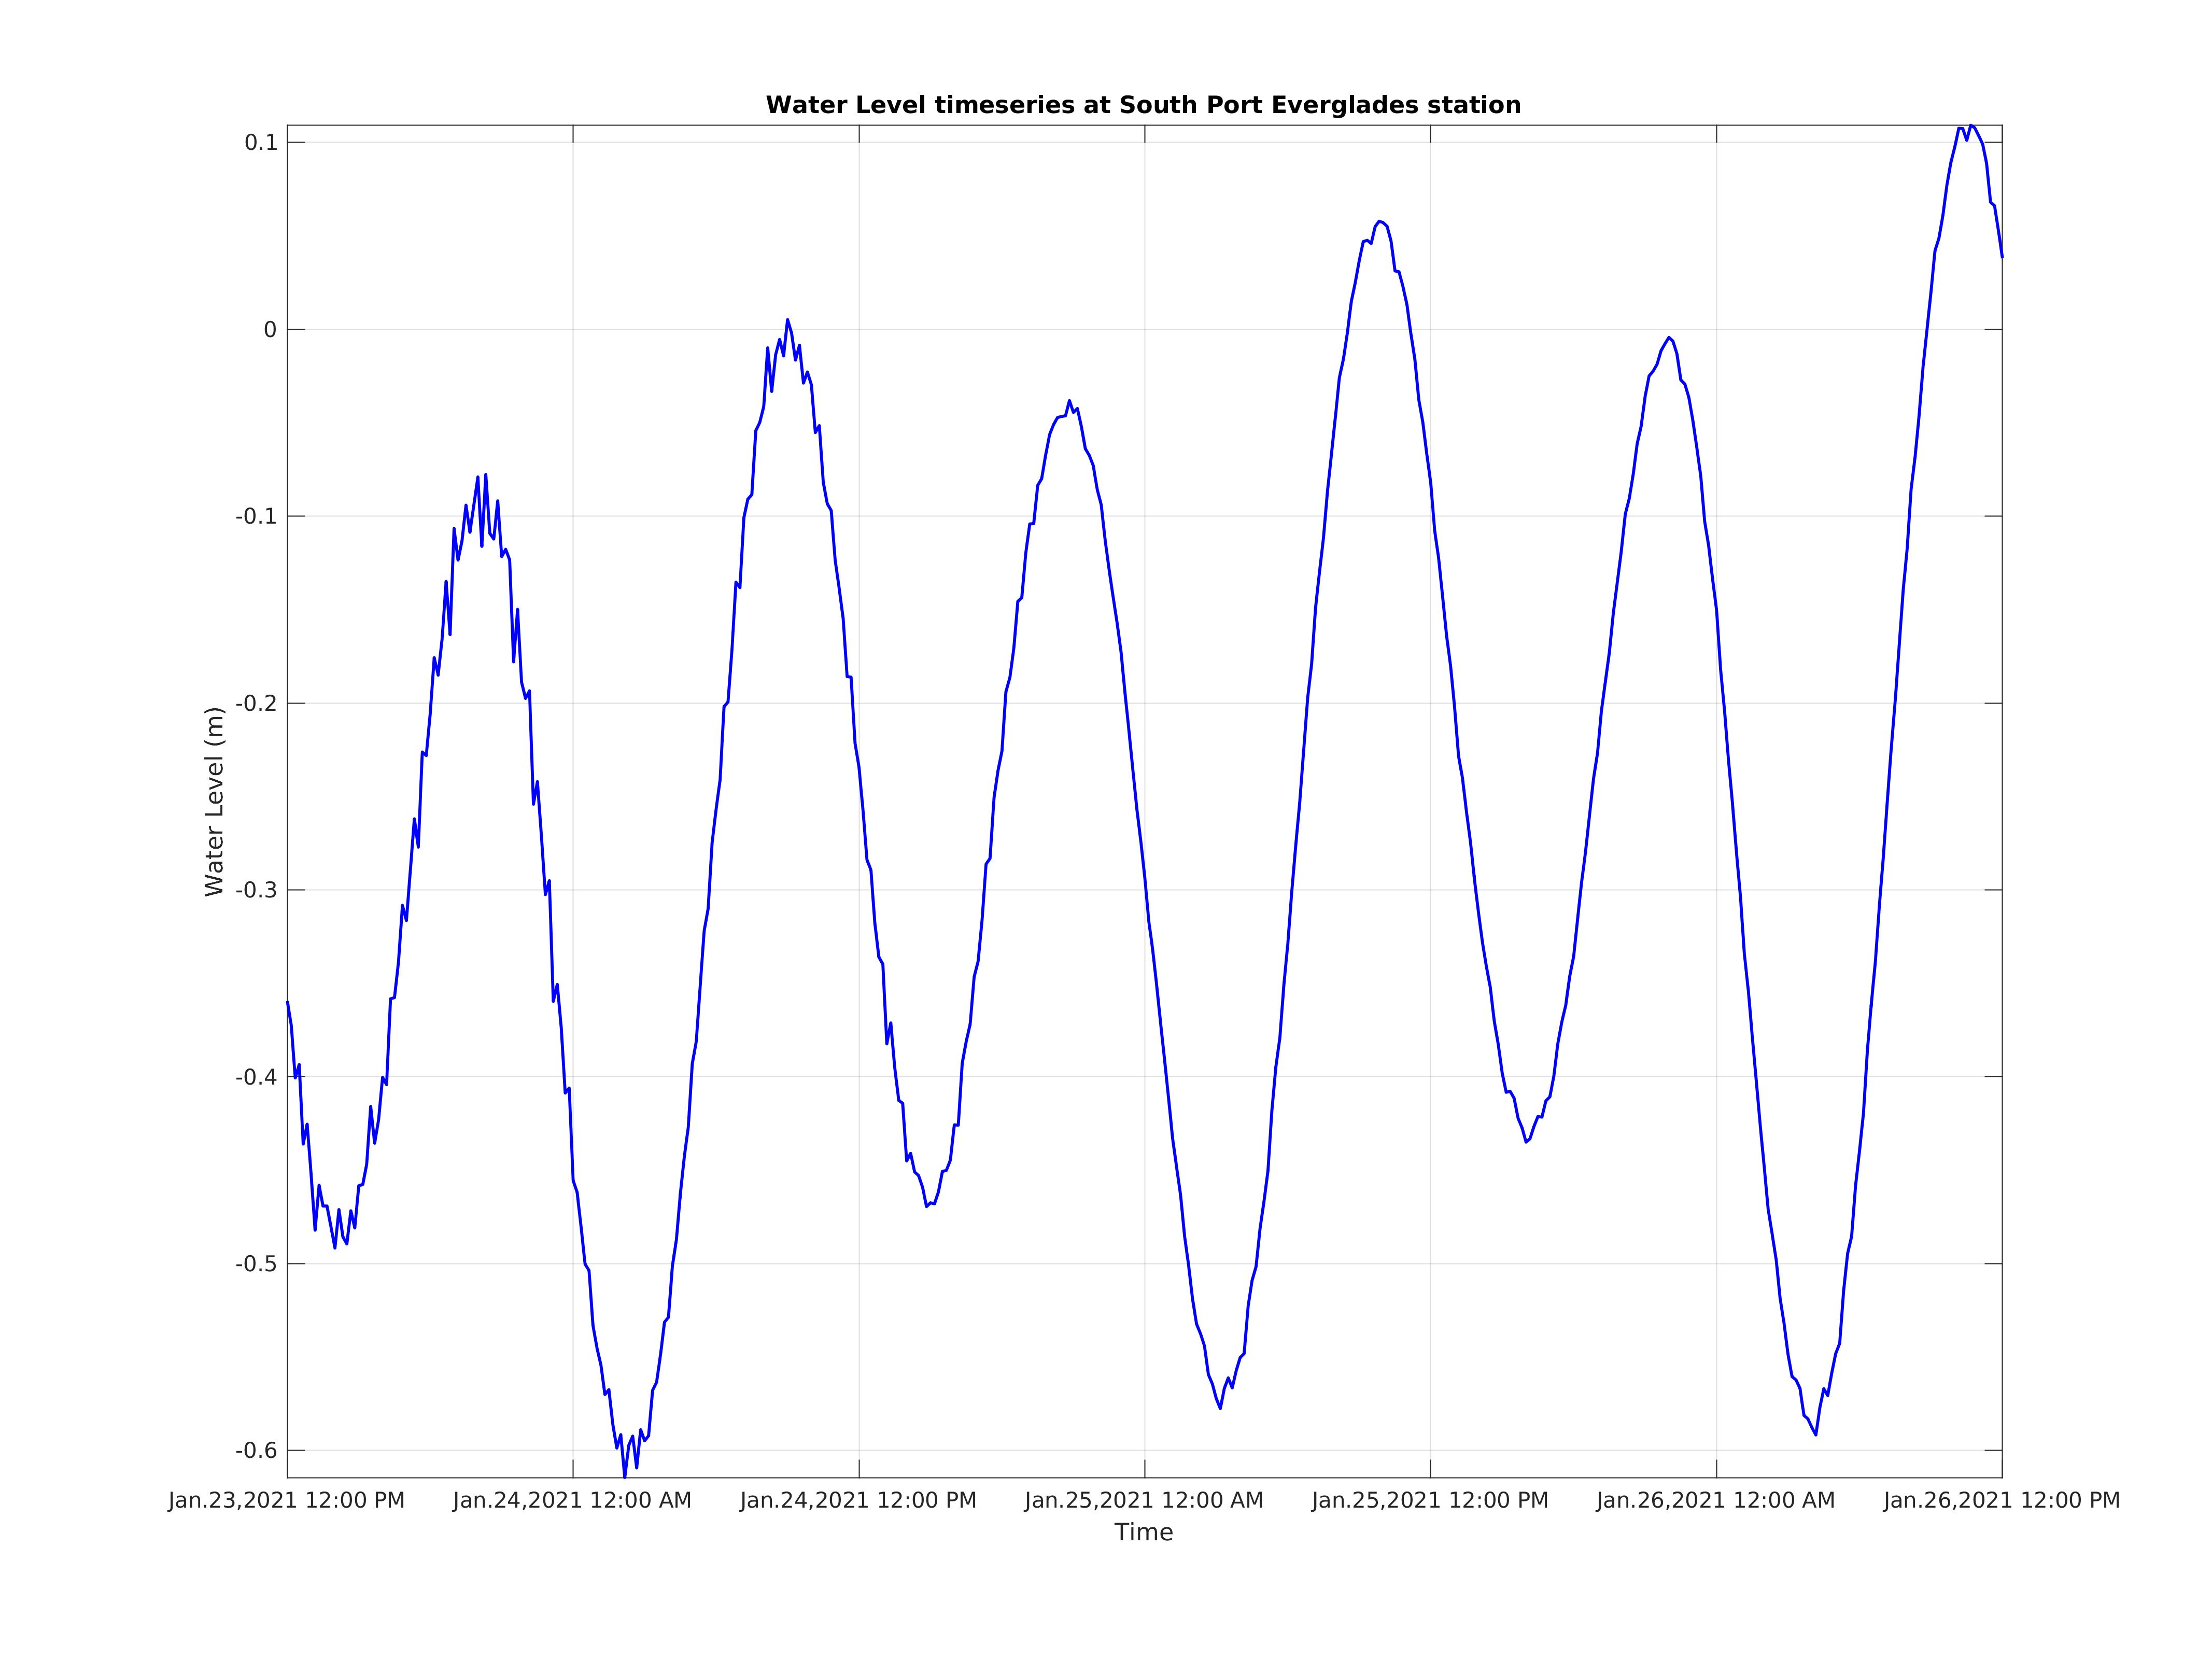 Water Level timeseries at South Port Everglades station
0.1
0
-0.1
-0.2
-0.3
-0.4
-0.5
-0.6
Water Level (m)
Jan.23,2021 12:00 PM
Jan.24,2021 12:00 AM
Jan.24,2021 12:00 PM
Jan.25,2021 12:00 AM
Jan.25,2021 12:00 PM
Jan.26,2021 12:00 AM
Jan.26,2021 12:00 PM
Time